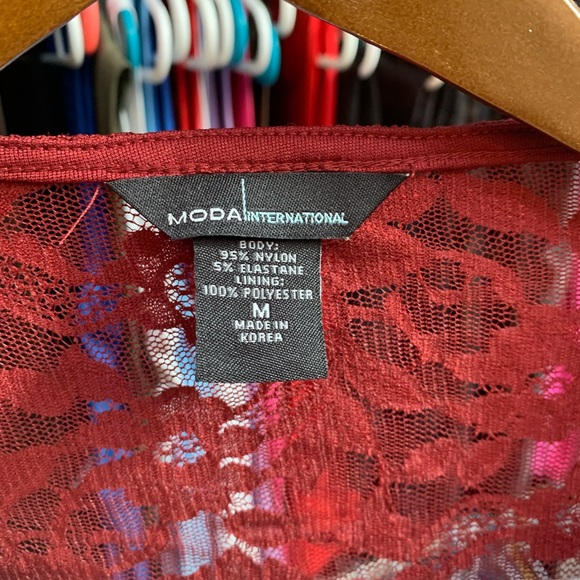 MODA INTERNATIONAL
BODY:
95% NYLON
5% ELASTANE
LINING:
100% POLYESTER
M
MADE IN
KOREA